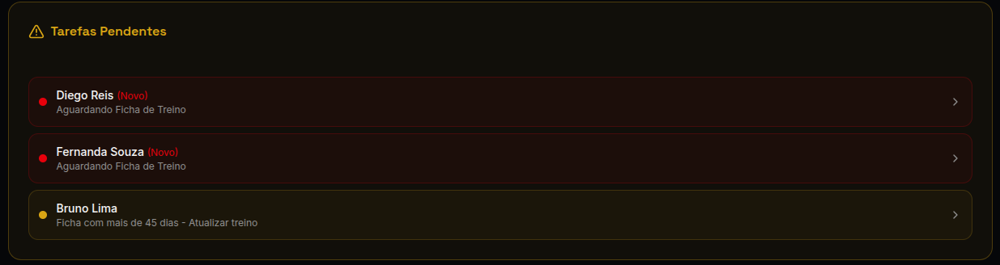 Tarefas Pendentes
Diego Reis (Novo)
Aguardando Ficha de Treino
Fernanda Souza (Novo)
Aguardando Ficha de Treino
Bruno Lima
Ficha com mais de 45 dias - Atualizar treino